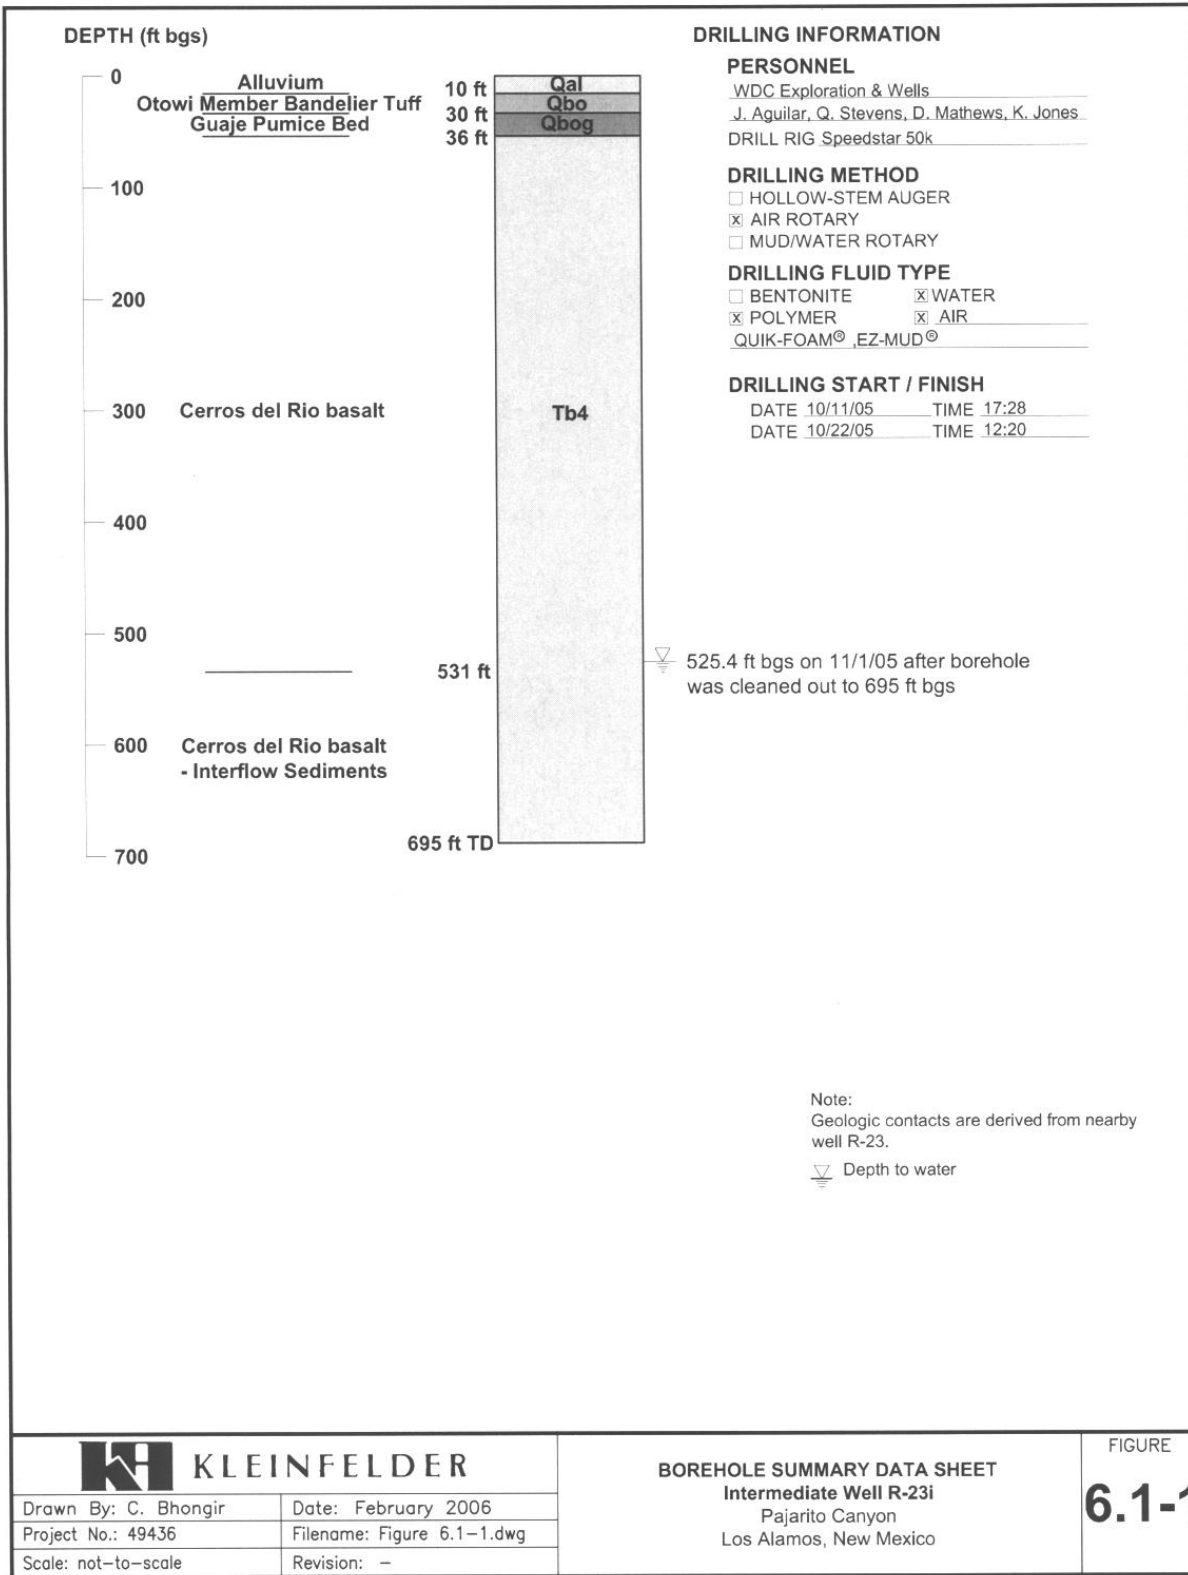 DEPTH (ft bgs)
0
100
200
300
400
500
600
700
Alluvium
Otowi Member Bandelier Tuff
Guaje Pumice Bed
Cerros del Rio basalt
Cerros del Rio basalt
- Interflow Sediments
10 ft
30 ft
36 ft
531 ft
695 ft TD
Qal
Qbo
Qbog
Tb4
525.4 ft bgs on 11/1/05 after borehole
was cleaned out to 695 ft bgs
DRILLING INFORMATION
PERSONNEL
WDC Exploration & Wells
J. Aguilar, Q. Stevens, D. Mathews, K. Jones
DRILL RIG Speedstar 50k
DRILLING METHOD
☐ HOLLOW-STEM AUGER
☒ AIR ROTARY
☐ MUD/WATER ROTARY
DRILLING FLUID TYPE
☐ BENTONITE ☒ WATER
☒ POLYMER ☒ AIR
QUIK-FOAM® ,EZ-MUD®
DRILLING START / FINISH
DATE 10/11/05 TIME 17:28
DATE 10/22/05 TIME 12:20
Note:
Geologic contacts are derived from nearby
well R-23.
Depth to water
KLEINFELDER
Drawn By: C. Bhongir Date: February 2006
Project No.: 49436 Filename: Figure 6.1-1.dwg
Scale: not-to-scale Revision: -
BOREHOLE SUMMARY DATA SHEET
Intermediate Well R-23i
Pajarito Canyon
Los Alamos, New Mexico
FIGURE
6.1-1